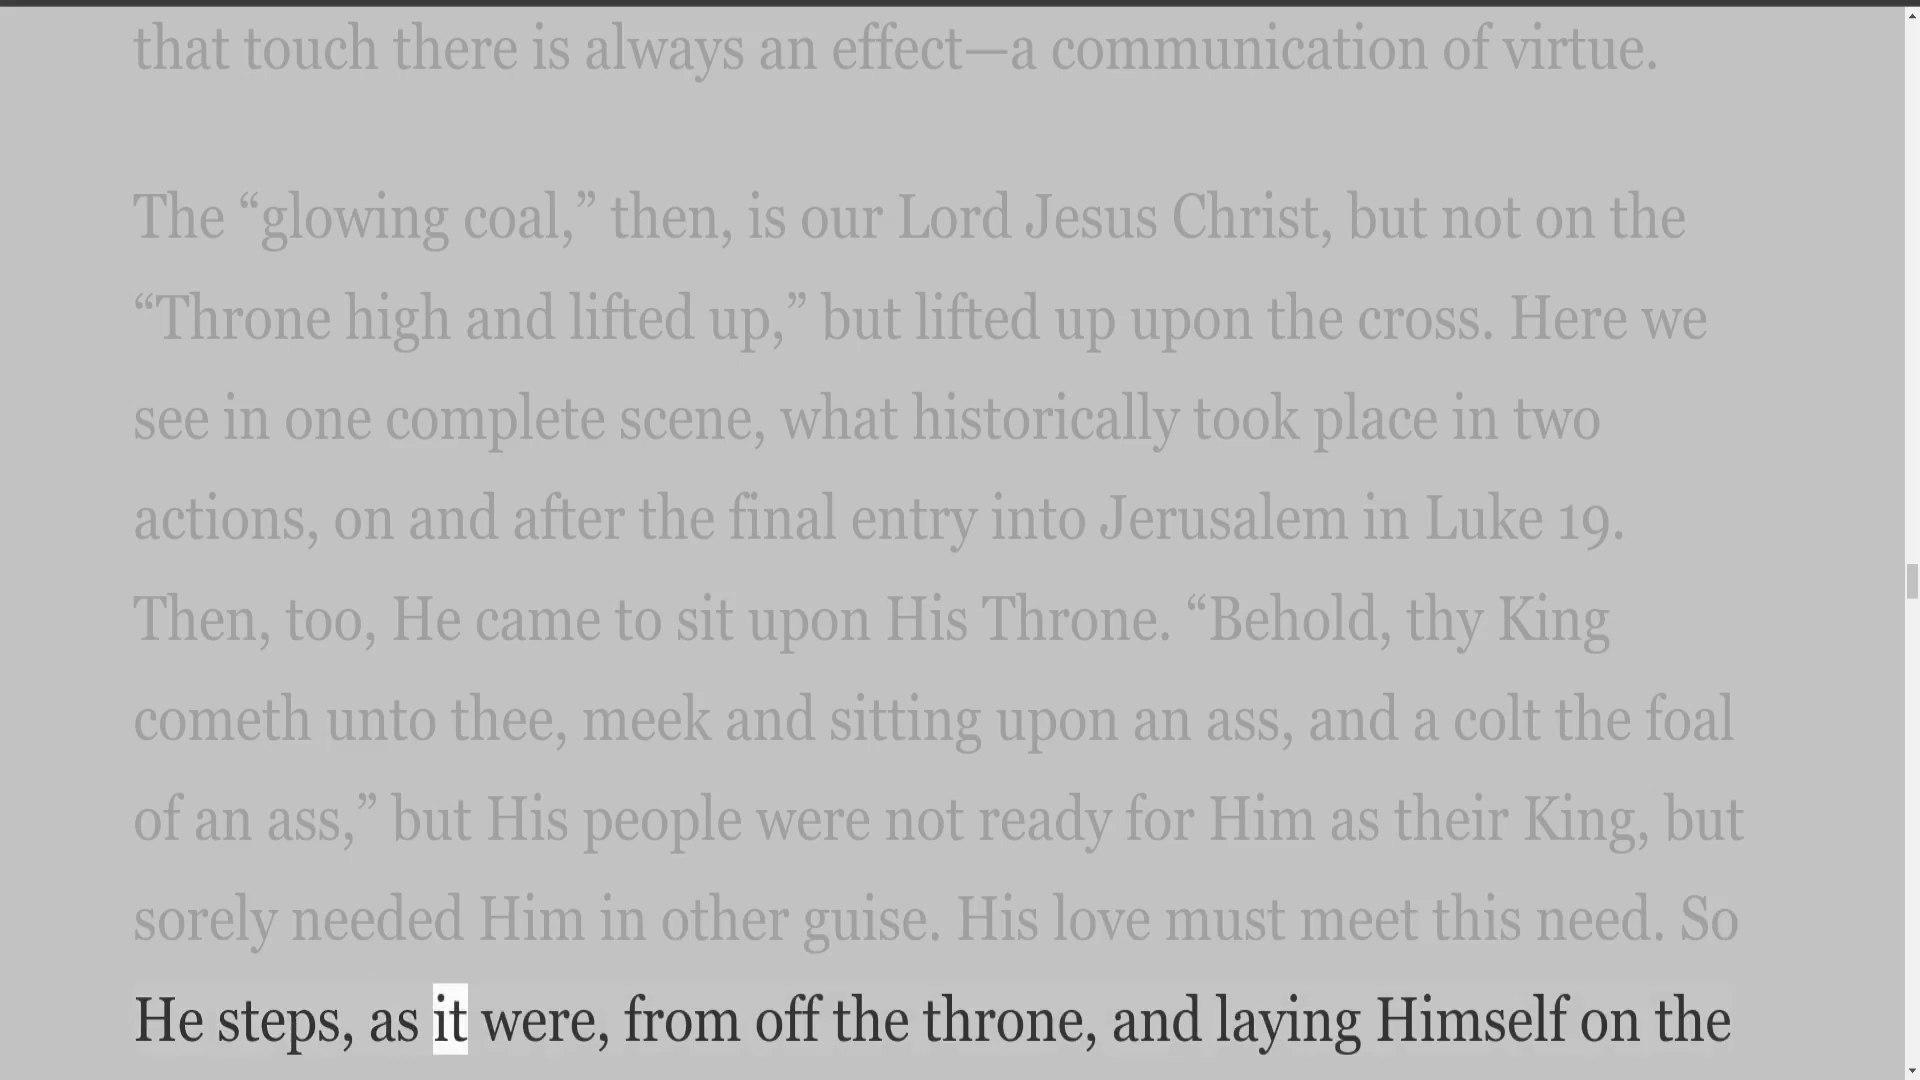 that touch there is always an effect—a communication of virtue.
The “glowing coal,” then, is our Lord Jesus Christ, but not on the
“Throne high and lifted up,” but lifted up upon the cross. Here we
see in one complete scene, what historically took place in two
actions, on and after the final entry into Jerusalem in Luke 19.
Then, too, He came to sit upon His Throne. “Behold, thy King
cometh unto thee, meek and sitting upon an ass, and a colt the foal
of an ass,” but His people were not ready for Him as their King, but
sorely needed Him in other guise. His love must meet this need. So
He steps, as it were, from off the throne, and laying Himself on the